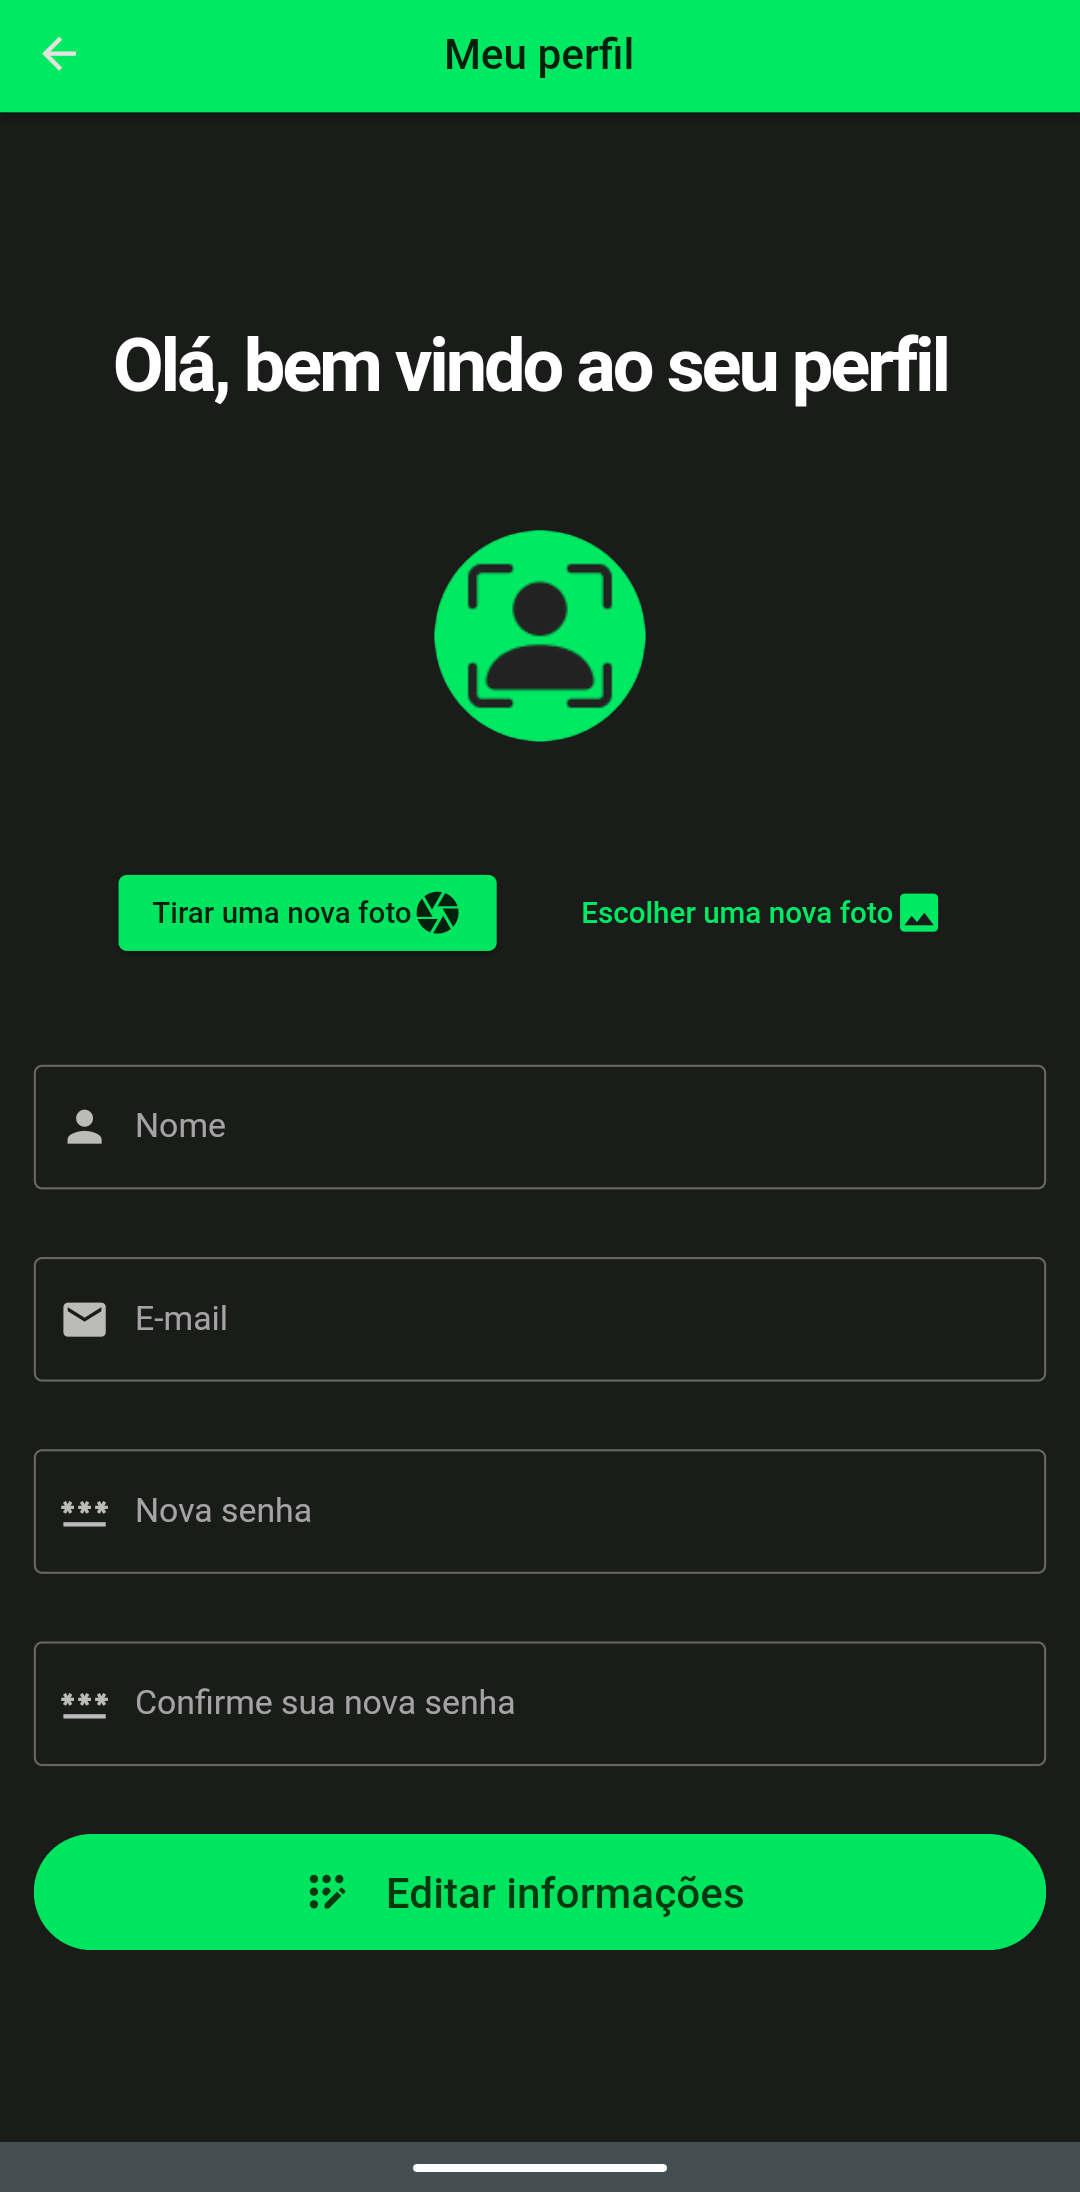 Meu perfil
Olá, bem vindo ao seu perfil
Tirar uma nova foto
Escolher uma nova foto
Nome
E-mail
Nova senha
Confirme sua nova senha
Editar informações